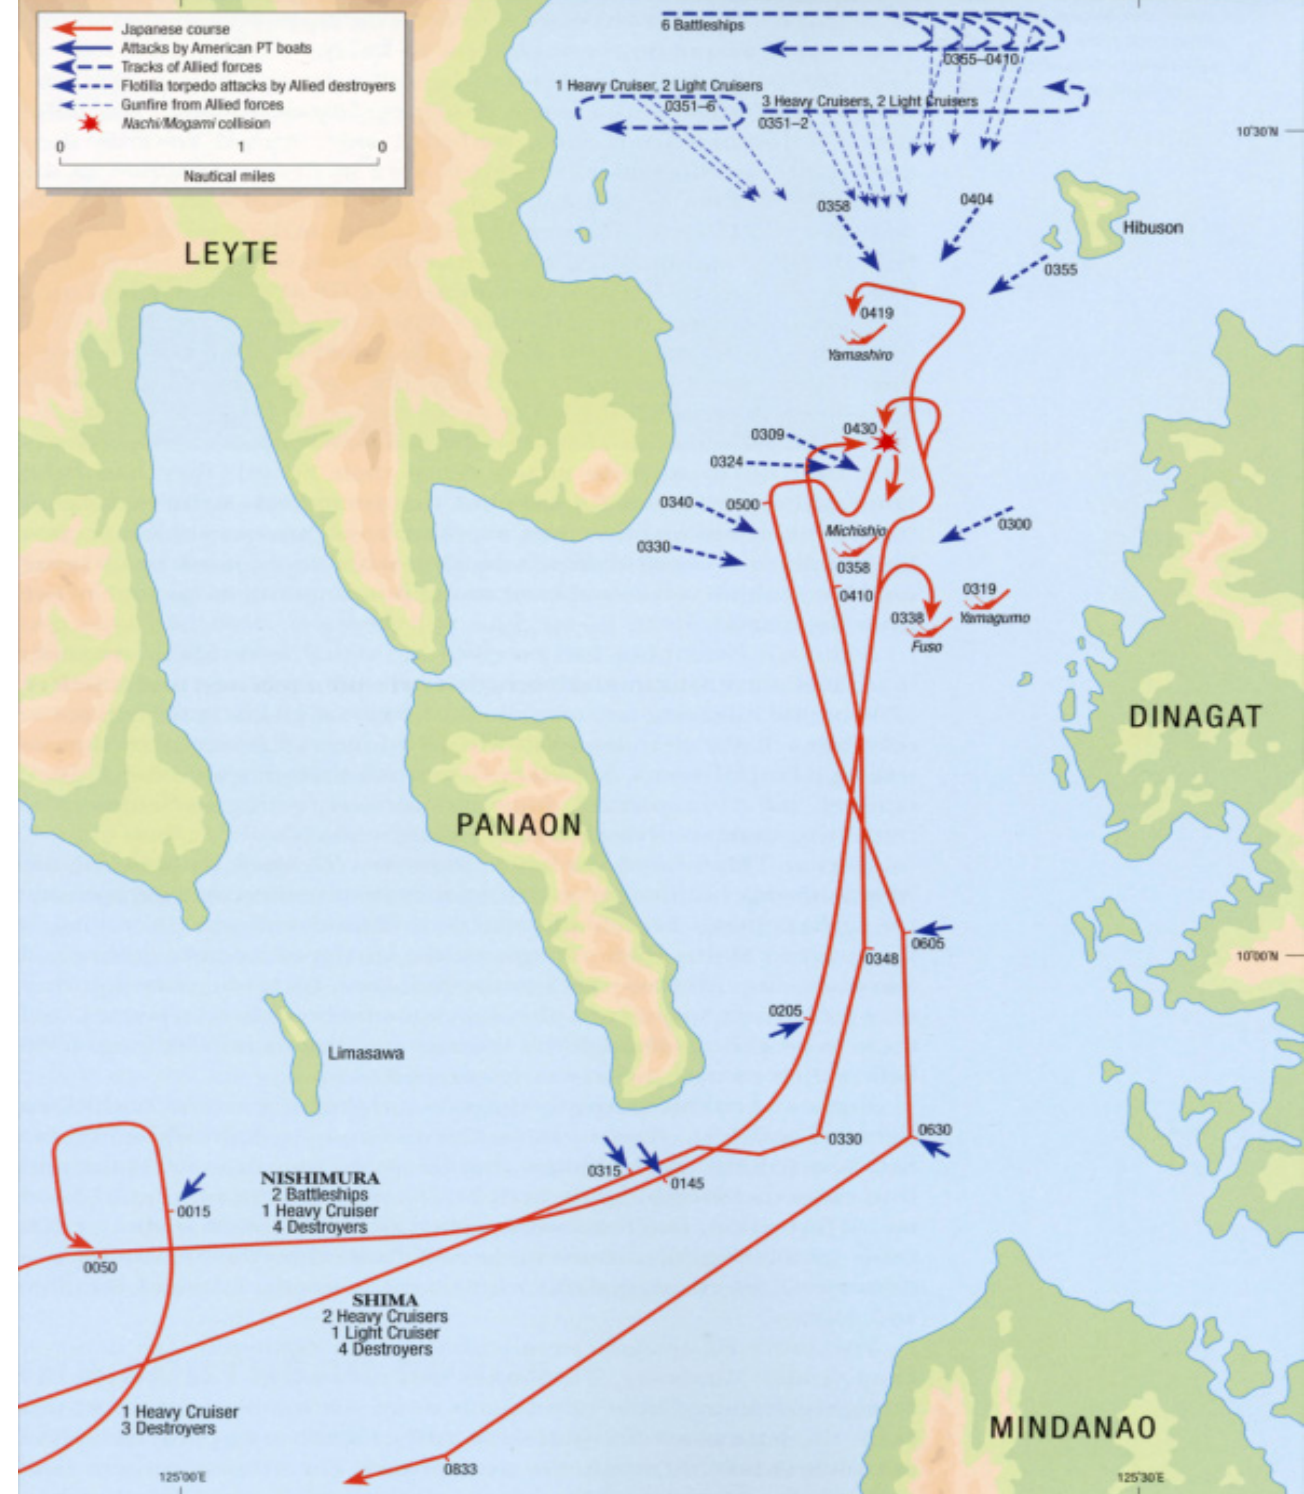 Japanese course
Attacks by American PT boats
Tracks of Allied forces
Flotilla torpedo attacks by Allied destroyers
Gunfire from Allied forces
Nachi/Mogami collision
0 1 0
Nautical miles
6 Battleships
0355–0410
1 Heavy Cruiser, 2 Light Cruisers
0351–6
3 Heavy Cruisers, 2 Light Cruisers
0351–2
10°30'N
0358
0404
Hibuson
0355
LEYTE
0419
Yamashiro
0430
0309
0324
0340
0500
0330
0300
Michishio
0358
0410
0319
Yamagumo
0338
Fuso
DINAGAT
PANAON
0605
0348
10°00'N
0205
Limasawa
0330
0630
0315
0145
NISHIMURA
2 Battleships
1 Heavy Cruiser
4 Destroyers
0015
0050
SHIMA
2 Heavy Cruisers
1 Light Cruiser
4 Destroyers
1 Heavy Cruiser
3 Destroyers
MINDANAO
0833
125°00'E
125°30'E